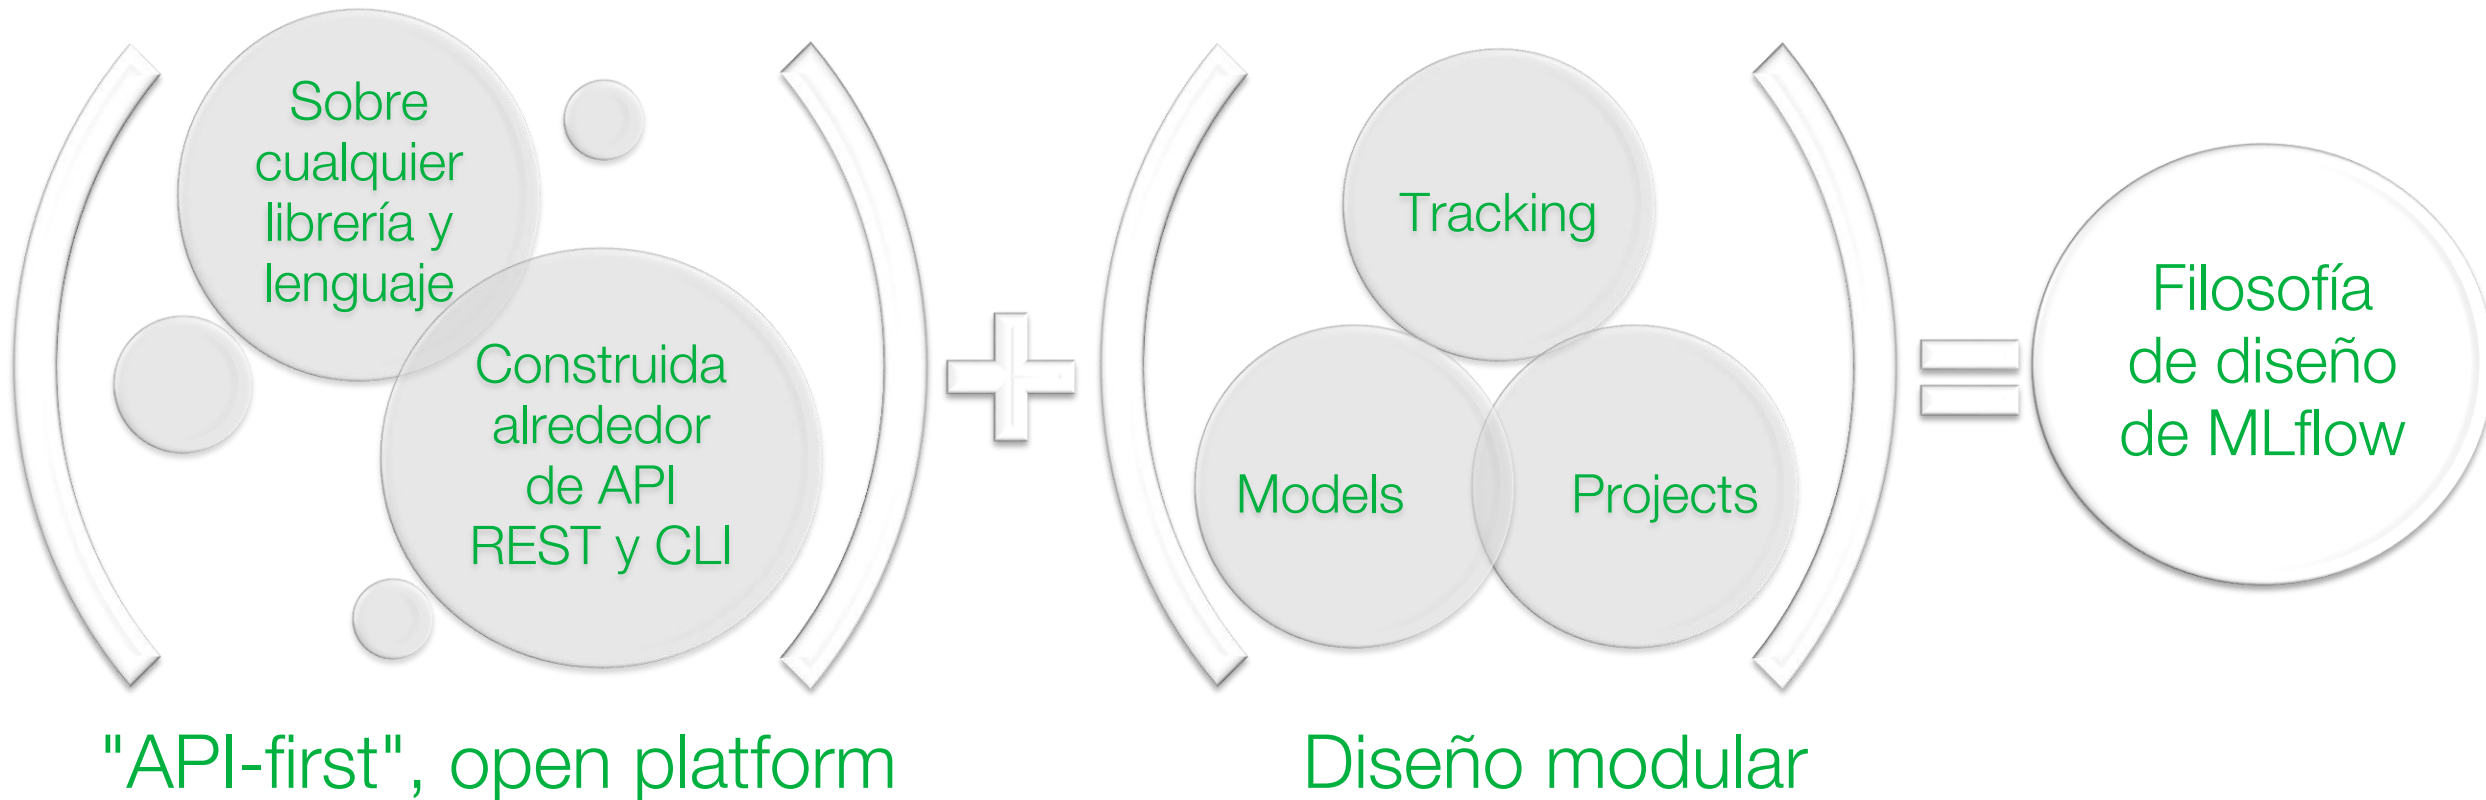 Sobre
cualquier
librería y
lenguaje
Construida
alrededor
de API
REST y CLI
"API-first", open platform
Tracking
Models
Projects
Diseño modular
Filosofía
de diseño
de MLflow